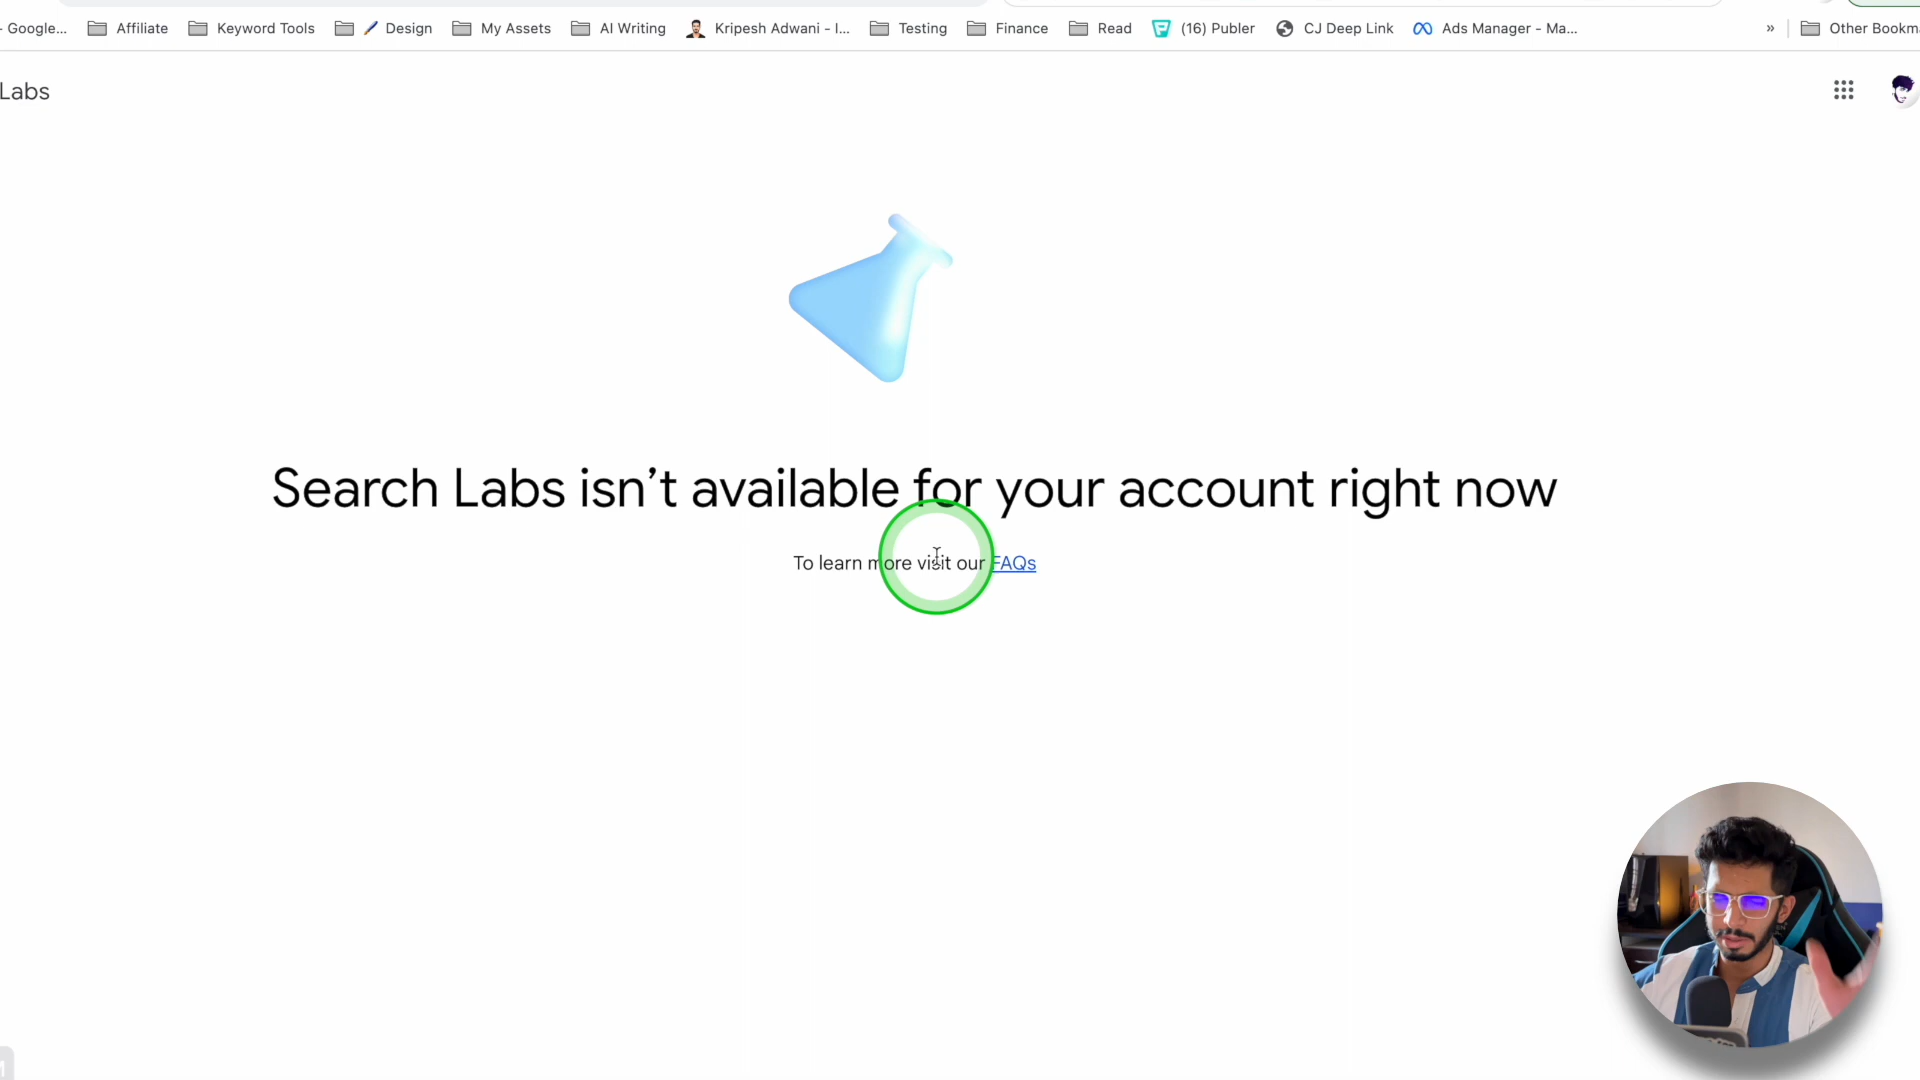 - Google...
Affiliate
Keyword Tools
Design
My Assets
AI Writing
Kripesh Adwani - I...
Testing
Finance
Read
(16) Publer
CJ Deep Link
Ads Manager - Ma...
»
Other Bookm
Labs
Search Labs isn't available for your account right now
To learn more visit our FAQs